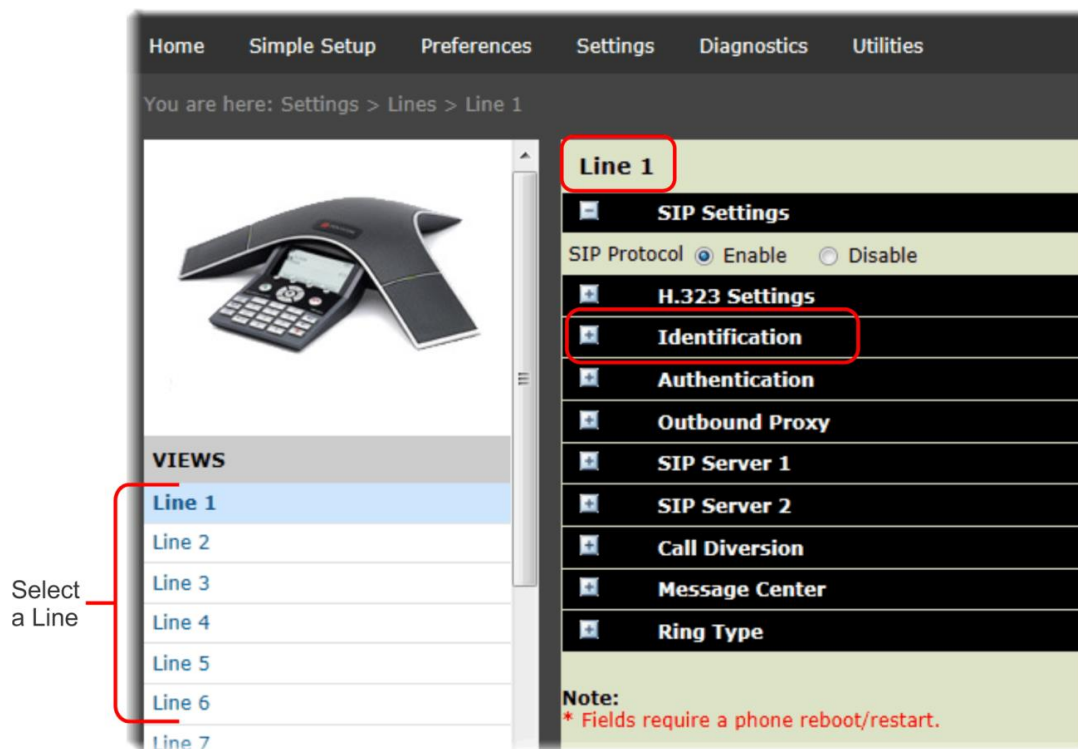 Home Simple Setup Preferences Settings Diagnostics Utilities
You are here: Settings > Lines > Line 1
Line 1
SIP Settings
SIP Protocol Enable Disable
H.323 Settings
Identification
Authentication
Outbound Proxy
SIP Server 1
SIP Server 2
Call Diversion
Message Center
Ring Type
Note:
* Fields require a phone reboot/restart.
VIEWS
Line 1
Line 2
Line 3
Line 4
Line 5
Line 6
Line 7
Select
a Line